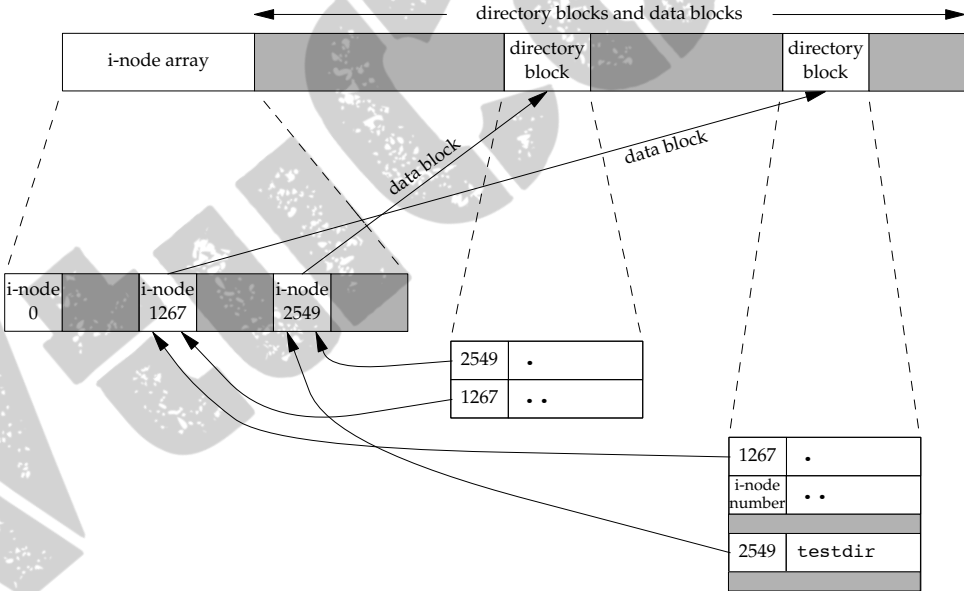 directory blocks and data blocks
i-node array
directory
block
directory
block
data block
data block
i-node
0
i-node
1267
i-node
2549
2549 .
1267 ..
1267 .
i-node
number ..
2549 testdir